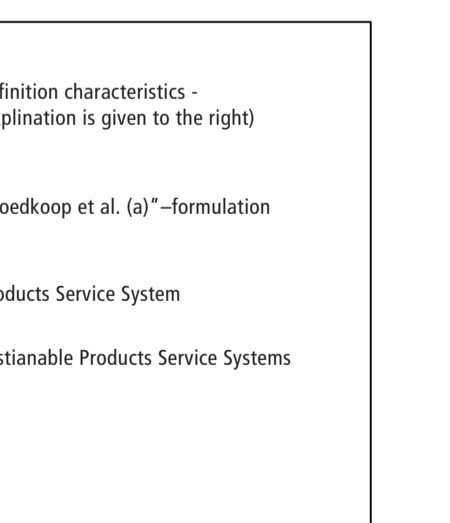 finition characteristics -
plination is given to the right)
oedkoop et al. (a)”–formulation
oducts Service System
stianable Products Service Systems